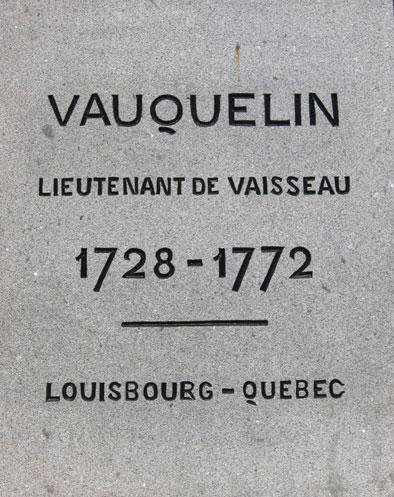 VAUQUELIN
LIEUTENANT DE VAISSEAU
1728 - 1772
LOUISBOURG - QUEBEC